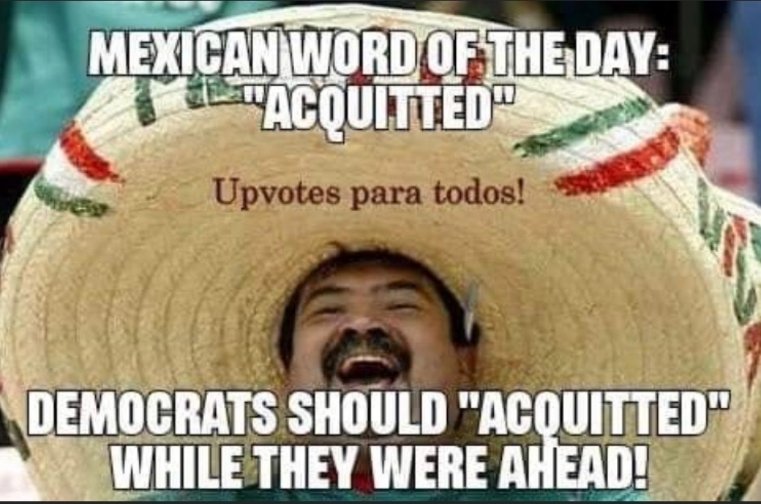 MEXICAN WORD OF THE DAY:
"ACQUITTED"
Upvotes para todos!
DEMOCRATS SHOULD "ACQUITTED"
WHILE THEY WERE AHEAD!